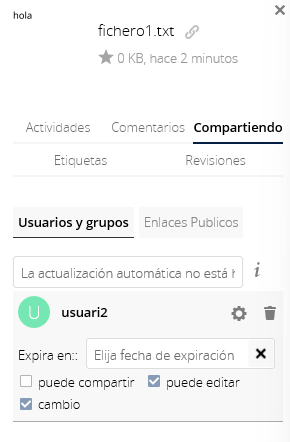 hola
fichero1.txt
0 KB, hace 2 minutos
Actividades Comentarios Compartiendo
Etiquetas Revisiones
Usuarios y grupos Enlaces Publicos
La actualización automática no está h
U usuari2
Expira en:: Elija fecha de expiración
puede compartir puede editar
cambio